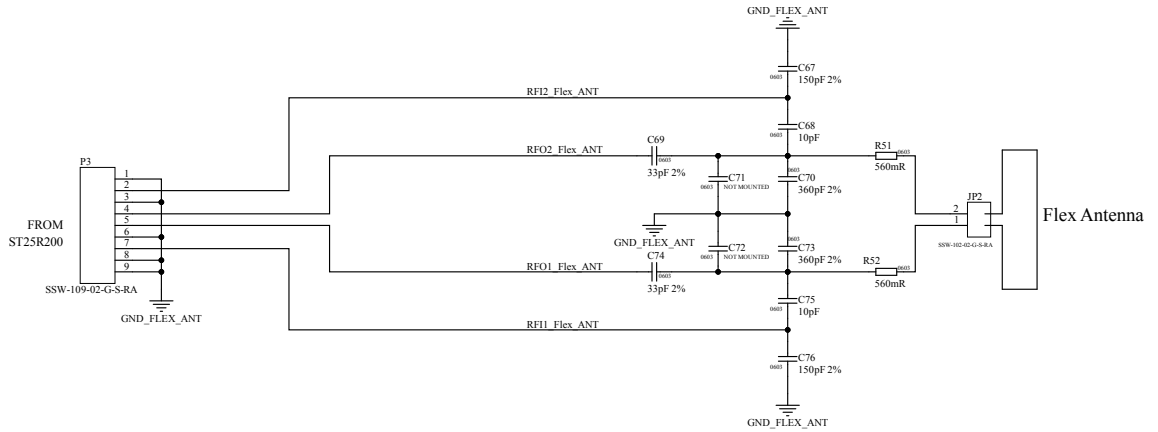 GND_FLEX_ANT
C67
0603
150pF 2%
RFI2_Flex_ANT
C68
0603
10pF
C69
0603
33pF 2%
RFO2_Flex_ANT
R51
0603
560mR
P3
1
2
3
4
5
6
7
8
9
FROM
ST25R200
SSW-109-02-G-S-RA
GND_FLEX_ANT
C71
0603
NOT MOUNTED
C70
0603
360pF 2%
JP2
2
1
SSW-102-02-G-S-RA
Flex Antenna
GND_FLEX_ANT
C72
0603
NOT MOUNTED
C73
0603
360pF 2%
C74
0603
33pF 2%
RFO1_Flex_ANT
R52
0603
560mR
C75
0603
10pF
RFI1_Flex_ANT
C76
0603
150pF 2%
GND_FLEX_ANT